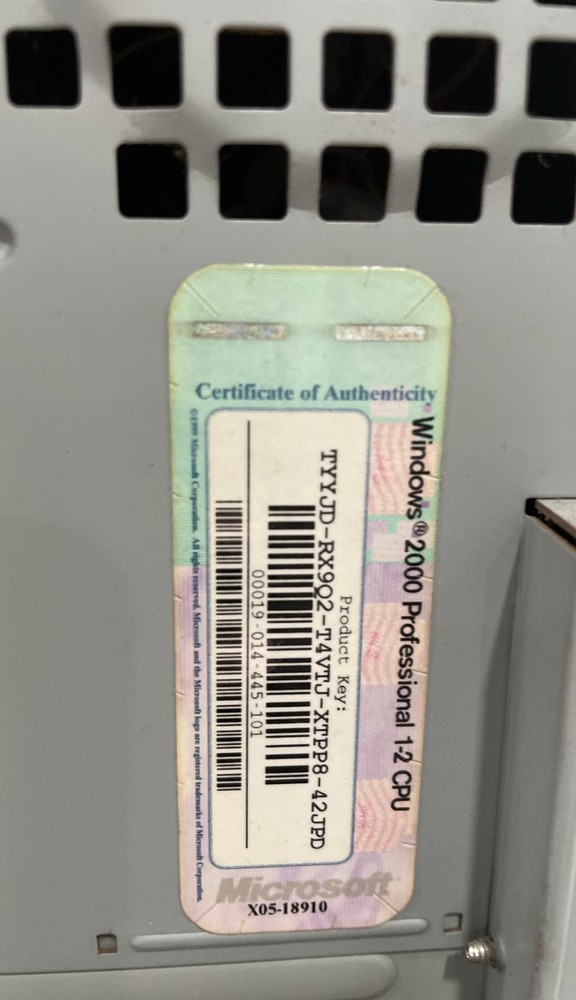 Certificate of Authenticity
Windows® 2000 Professional 1-2 CPU
Product Key:
TYYJD-RX9Q2-T4VTJ-XTPP8-42JPD
00019-014-445-101
©1999 Microsoft Corporation. All rights reserved. Microsoft and the Microsoft logo are registered trademarks of Microsoft Corporation.
Microsoft
X05-18910